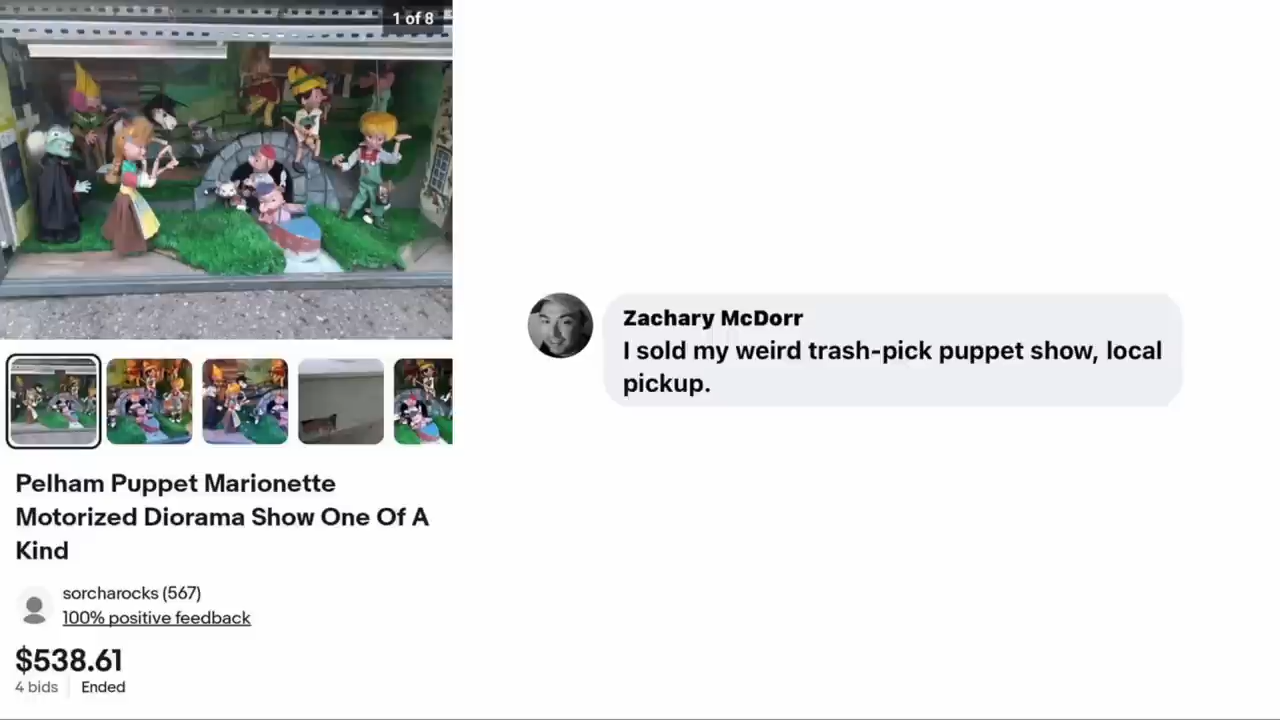 1 of 8
Pelham Puppet Marionette
Motorized Diorama Show One Of A
Kind
sorcharocks (567)
100% positive feedback
$538.61
4 bids
Ended
Zachary McDorr
I sold my weird trash-pick puppet show, local
pickup.